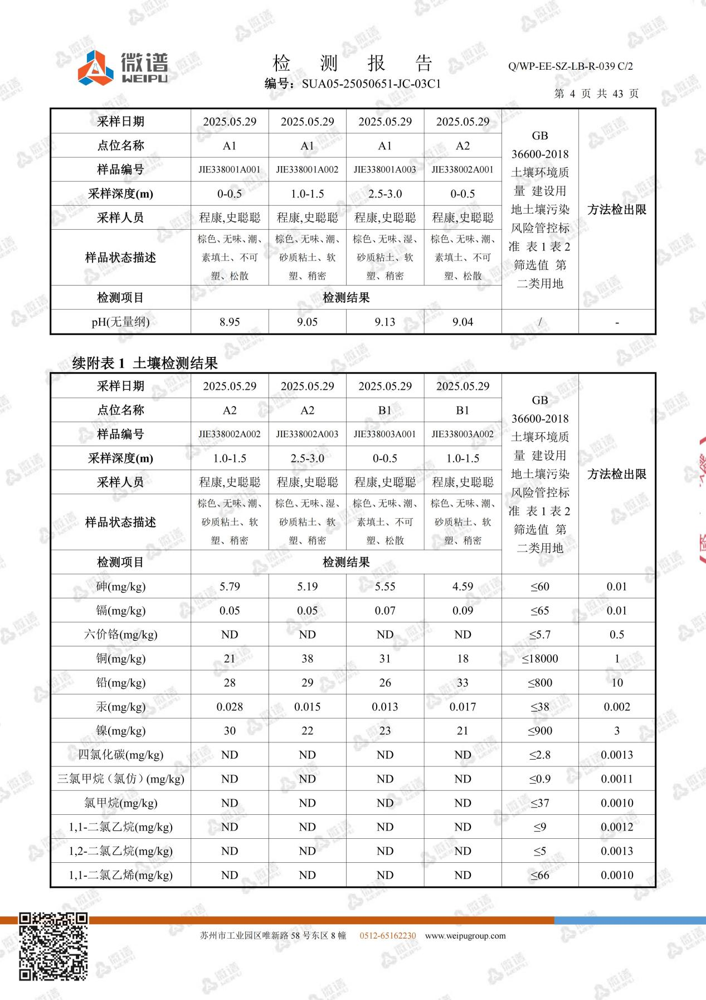 微谱
WEIPU
检 测 报 告
编号：SUA05-25050651-JC-03C1
Q/WP-EE-SZ-LB-R-039 C/2
第 4 页 共 43 页
采样日期 2025.05.29 2025.05.29 2025.05.29 2025.05.29 GB 36600-2018 土壤环境质量 建设用地土壤污染风险管控标准 表1表2 筛选值 第二类用地 方法检出限
点位名称 A1 A1 A1 A2
样品编号 JIE338001A001 JIE338001A002 JIE338001A003 JIE338002A001
采样深度(m) 0-0.5 1.0-1.5 2.5-3.0 0-0.5
采样人员 程康,史聪聪 程康,史聪聪 程康,史聪聪 程康,史聪聪
样品状态描述 棕色、无味、潮、素填土、不可塑、松散 棕色、无味、潮、砂质粘土、软塑、稍密 棕色、无味、湿、砂质粘土、软塑、稍密 棕色、无味、潮、素填土、不可塑、松散
检测项目 检测结果
pH(无量纲) 8.95 9.05 9.13 9.04 / -
续附表 1 土壤检测结果
采样日期 2025.05.29 2025.05.29 2025.05.29 2025.05.29 GB 36600-2018 土壤环境质量 建设用地土壤污染风险管控标准 表1表2 筛选值 第二类用地 方法检出限
点位名称 A2 A2 B1 B1
样品编号 JIE338002A002 JIE338002A003 JIE338003A001 JIE338003A002
采样深度(m) 1.0-1.5 2.5-3.0 0-0.5 1.0-1.5
采样人员 程康,史聪聪 程康,史聪聪 程康,史聪聪 程康,史聪聪
样品状态描述 棕色、无味、潮、砂质粘土、软塑、稍密 棕色、无味、湿、砂质粘土、软塑、稍密 棕色、无味、潮、素填土、不可塑、松散 棕色、无味、潮、砂质粘土、软塑、稍密
检测项目 检测结果
砷(mg/kg) 5.79 5.19 5.55 4.59 ≤60 0.01
镉(mg/kg) 0.05 0.05 0.07 0.09 ≤65 0.01
六价铬(mg/kg) ND ND ND ND ≤5.7 0.5
铜(mg/kg) 21 38 31 18 ≤18000 1
铅(mg/kg) 28 29 26 33 ≤800 10
汞(mg/kg) 0.028 0.015 0.013 0.017 ≤38 0.002
镍(mg/kg) 30 22 23 21 ≤900 3
四氯化碳(mg/kg) ND ND ND ND ≤2.8 0.0013
三氯甲烷（氯仿）(mg/kg) ND ND ND ND ≤0.9 0.0011
氯甲烷(mg/kg) ND ND ND ND ≤37 0.0010
1,1-二氯乙烷(mg/kg) ND ND ND ND ≤9 0.0012
1,2-二氯乙烷(mg/kg) ND ND ND ND ≤5 0.0013
1,1-二氯乙烯(mg/kg) ND ND ND ND ≤66 0.0010
苏州市工业园区唯新路 58 号东区 8 幢 0512-65162230 www.weipugroup.com